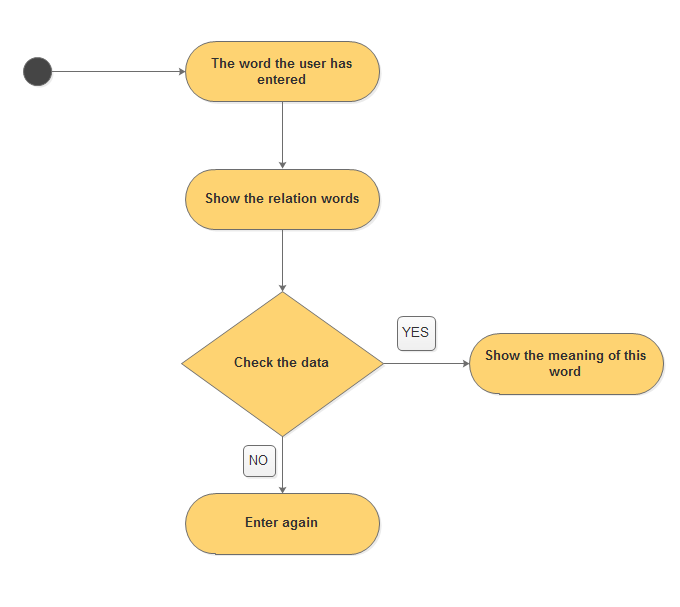 The word the user has
entered
Show the relation words
Check the data
YES
Show the meaning of this
word
NO
Enter again